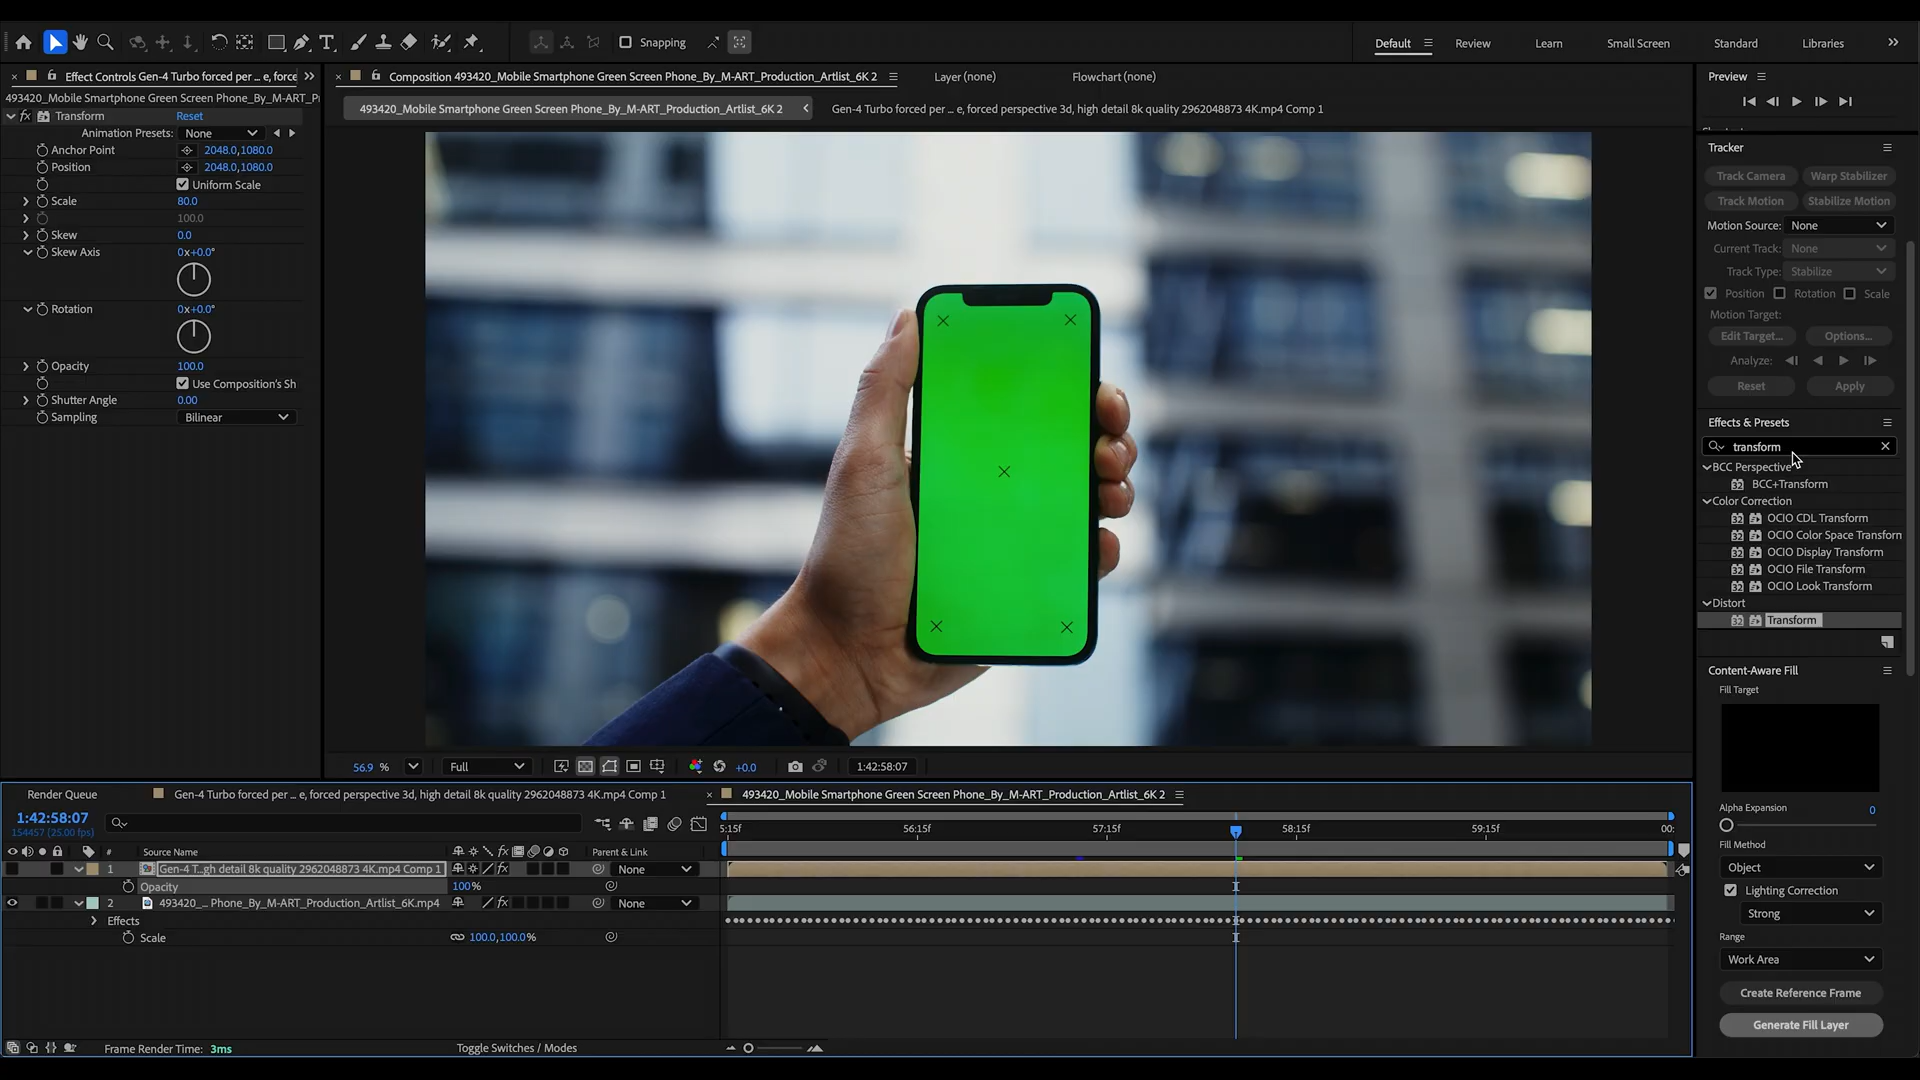 Snapping
Default
Review
Learn
Small Screen
Standard
Libraries
Effect Controls Gen-4 Turbo forced per ... e, force
Composition 493420_Mobile Smartphone Green Screen Phone_By_M-ART_Production_Artlist_6K 2
Layer (none)
Flowchart (none)
Preview
493420_Mobile Smartphone Green Screen Phone_By_M-ART_P
493420_Mobile Smartphone Green Screen Phone_By_M-ART_Production_Artlist_6K 2
Gen-4 Turbo forced per ... e, forced perspective 3d, high detail 8k quality 2962048873 4K.mp4 Comp 1
fx Transform Reset
Animation Presets: None
Anchor Point 2048.0,1080.0
Position 2048.0,1080.0
Uniform Scale
Scale 80.0
100.0
Skew 0.0
Skew Axis 0x+0.0°
Rotation 0x+0.0°
Opacity 100.0
Use Composition's Sh
Shutter Angle 0.00
Sampling Bilinear
Tracker
Track Camera Warp Stabilizer
Track Motion Stabilize Motion
Motion Source: None
Current Track: None
Track Type: Stabilize
Position Rotation Scale
Motion Target:
Edit Target... Options...
Analyze:
Reset Apply
Effects & Presets
transform
BCC Perspective
BCC+Transform
Color Correction
OCIO CDL Transform
OCIO Color Space Transform
OCIO Display Transform
OCIO File Transform
OCIO Look Transform
Distort
Transform
Content-Aware Fill
Fill Target
Alpha Expansion 0
Fill Method
Object
Lighting Correction
Strong
Range
Work Area
Create Reference Frame
Generate Fill Layer
56.9 %
Full
+0.0
1:42:58:07
Render Queue
Gen-4 Turbo forced per ... e, forced perspective 3d, high detail 8k quality 2962048873 4K.mp4 Comp 1
493420_Mobile Smartphone Green Screen Phone_By_M-ART_Production_Artlist_6K 2
1:42:58:07
154457 (25.00 fps)
5:15f
56:15f
57:15f
58:15f
59:15f
00:
# Source Name
fx
Parent & Link
1 Gen-4 T...gh detail 8k quality 2962048873 4K.mp4 Comp 1 fx None
Opacity 100%
2 493420_... Phone_By_M-ART_Production_Artlist_6K.mp4 fx None
Effects
Scale 100.0,100.0%
Frame Render Time: 3ms
Toggle Switches / Modes